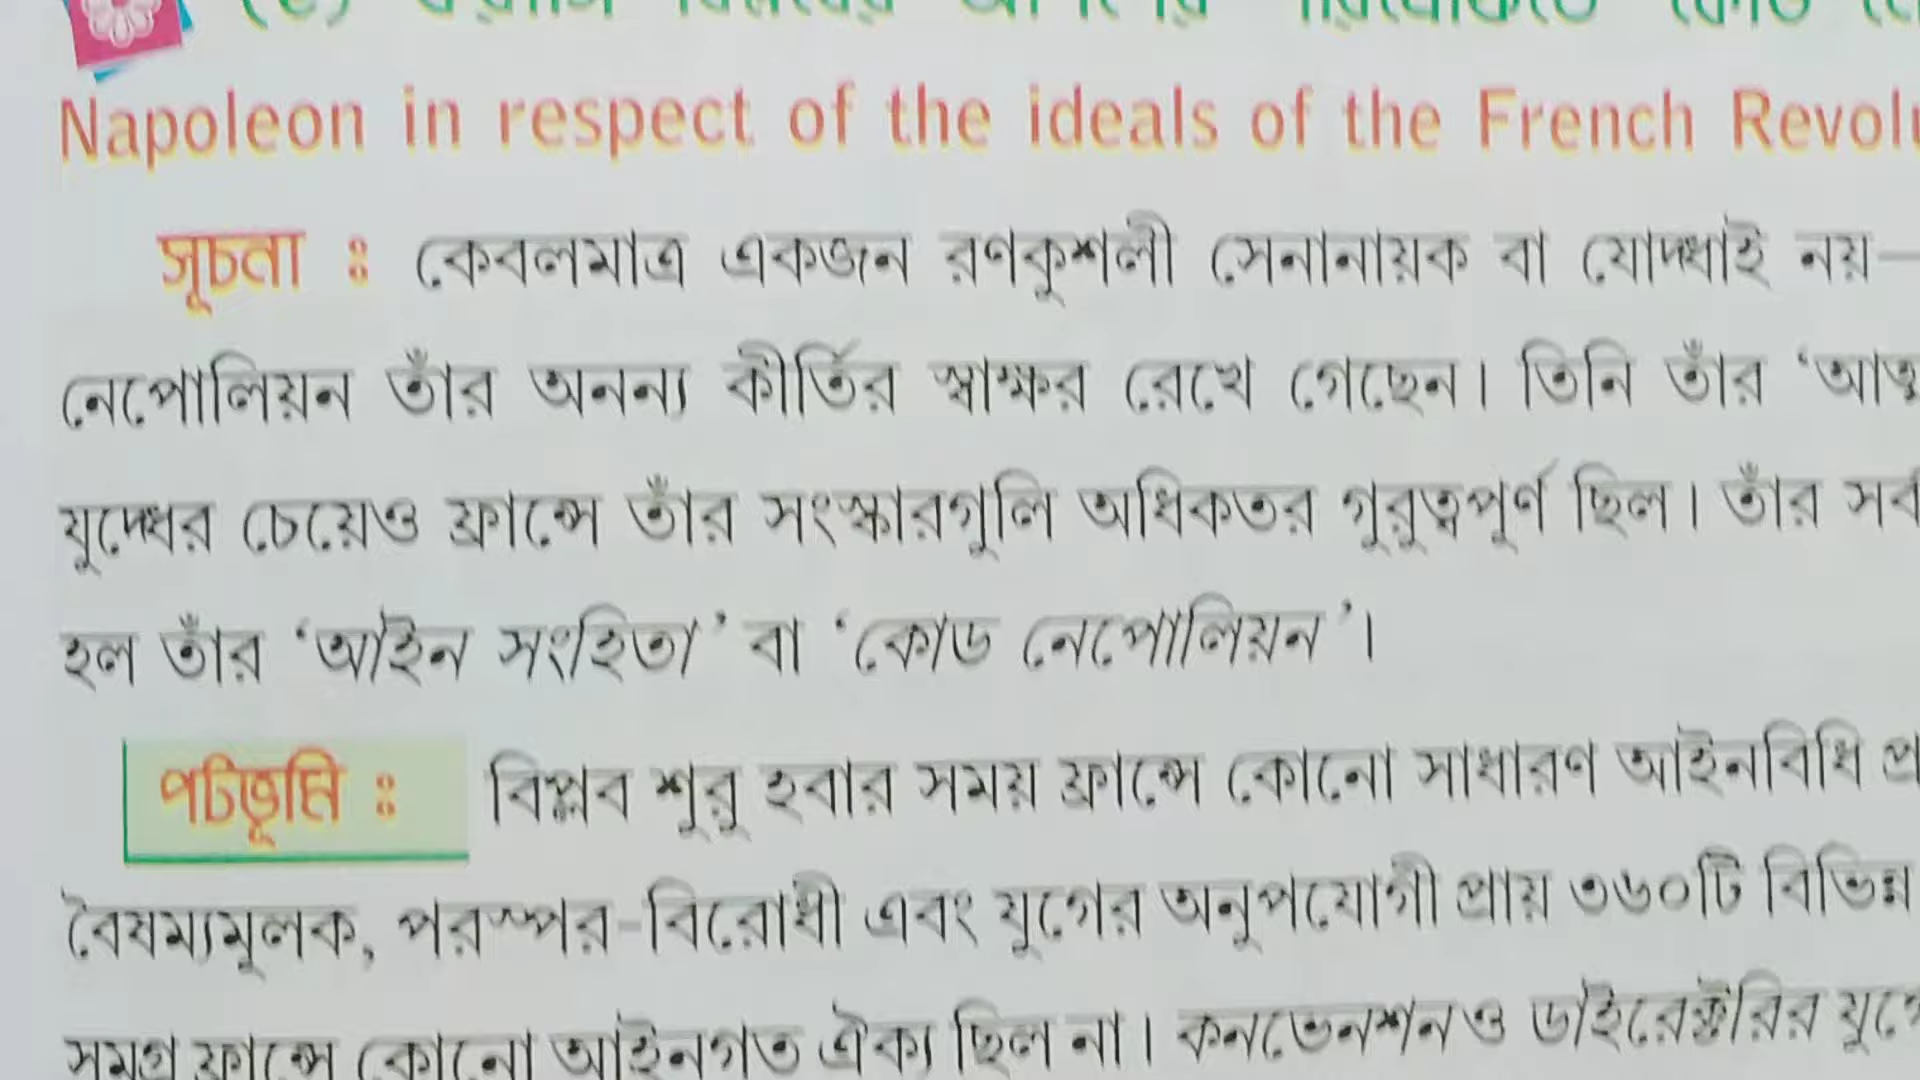 Napoleon in respect of the ideals of the French
সূচনা : কেবলমাত্র একজন রণকুশলী সেনানায়ক বা যোদ্ধাই নয়—
নেপোলিয়ন তাঁর অনন্য কীর্তির স্বাক্ষর রেখে গেছেন। তিনি তাঁর
যুদ্ধের চেয়েও ফ্রান্সে তাঁর সংস্কারগুলি অধিকতর গুরুত্বপূর্ণ ছিল। তাঁর
হল তাঁর ‘আইন সংহিতা’ বা ‘কোড নেপোলিয়ন’।
পটভূমি : বিপ্লব শুরু হবার সময় ফ্রান্সে কোনো সাধারণ আইনবিধি
বৈষম্যমূলক, পরস্পর-বিরোধী এবং যুগের অনুপযোগী প্রায় ৩৬০টি বিভিন্ন
সমগ্র ফ্রান্সে কোনো আইনগত ঐক্য ছিল না। কনভেনশন ও ডাইরেক্টরির